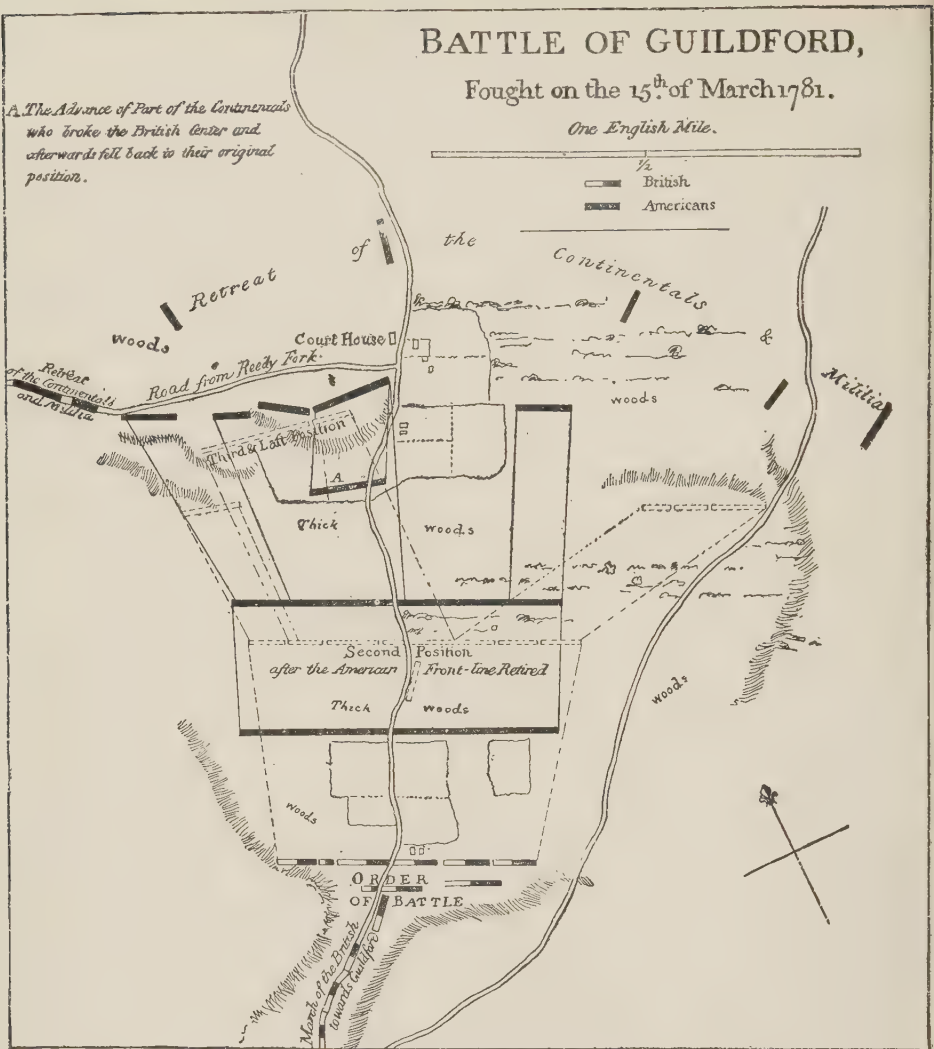 BATTLE OF GUILDFORD,
Fought on the 15th. of March 1781.
One English Mile.
1/2
British
Americans
A. The Advance of Part of the Continentals
who broke the British Center and
afterwards fell back to their original
position.
Retreat
of
the
Continentals
&
Militia
woods
Court House
Road from Reedy Fork.
Retreat
of the Continentals
and Militia
woods
Third & Last Position
A
Thick
woods
Second Position
after the American Front-line Retired
Thick woods
woods
woods
ORDER
OF BATTLE
March of the British
towards Guildford